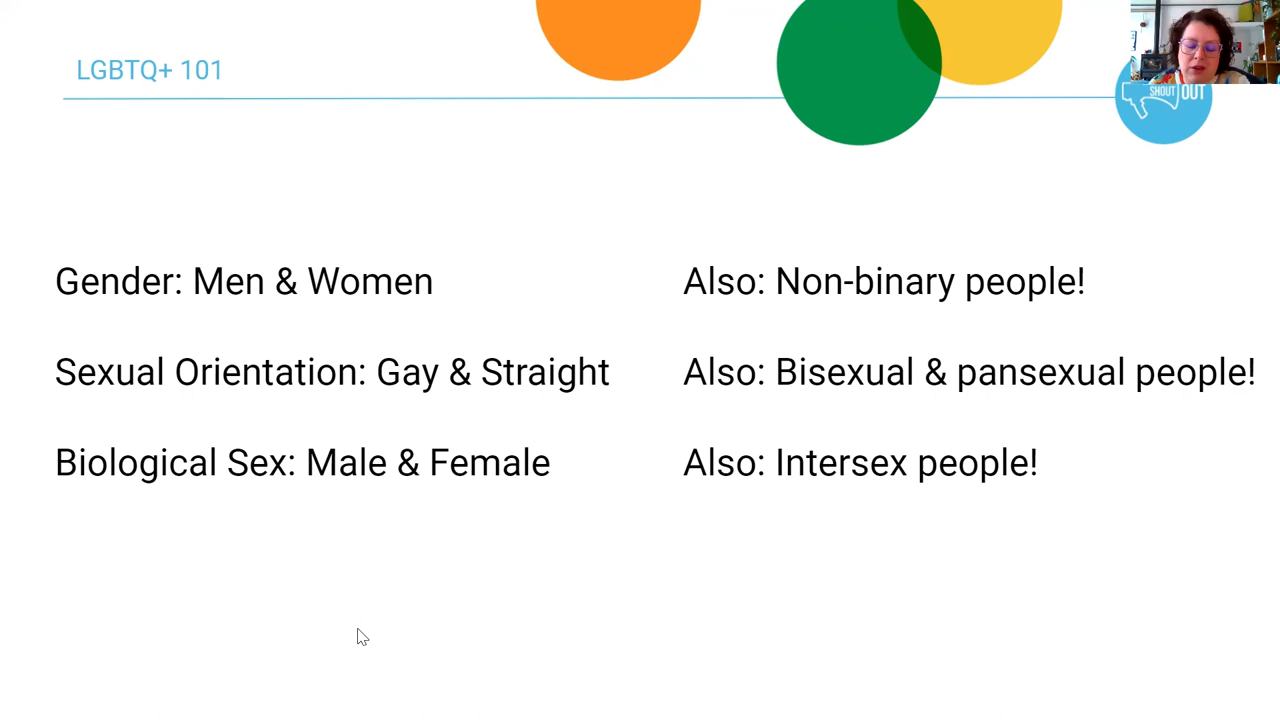 LGBTQ+ 101
SHOUT OUT
Gender: Men & Women
Also: Non-binary people!
Sexual Orientation: Gay & Straight
Also: Bisexual & pansexual people!
Biological Sex: Male & Female
Also: Intersex people!